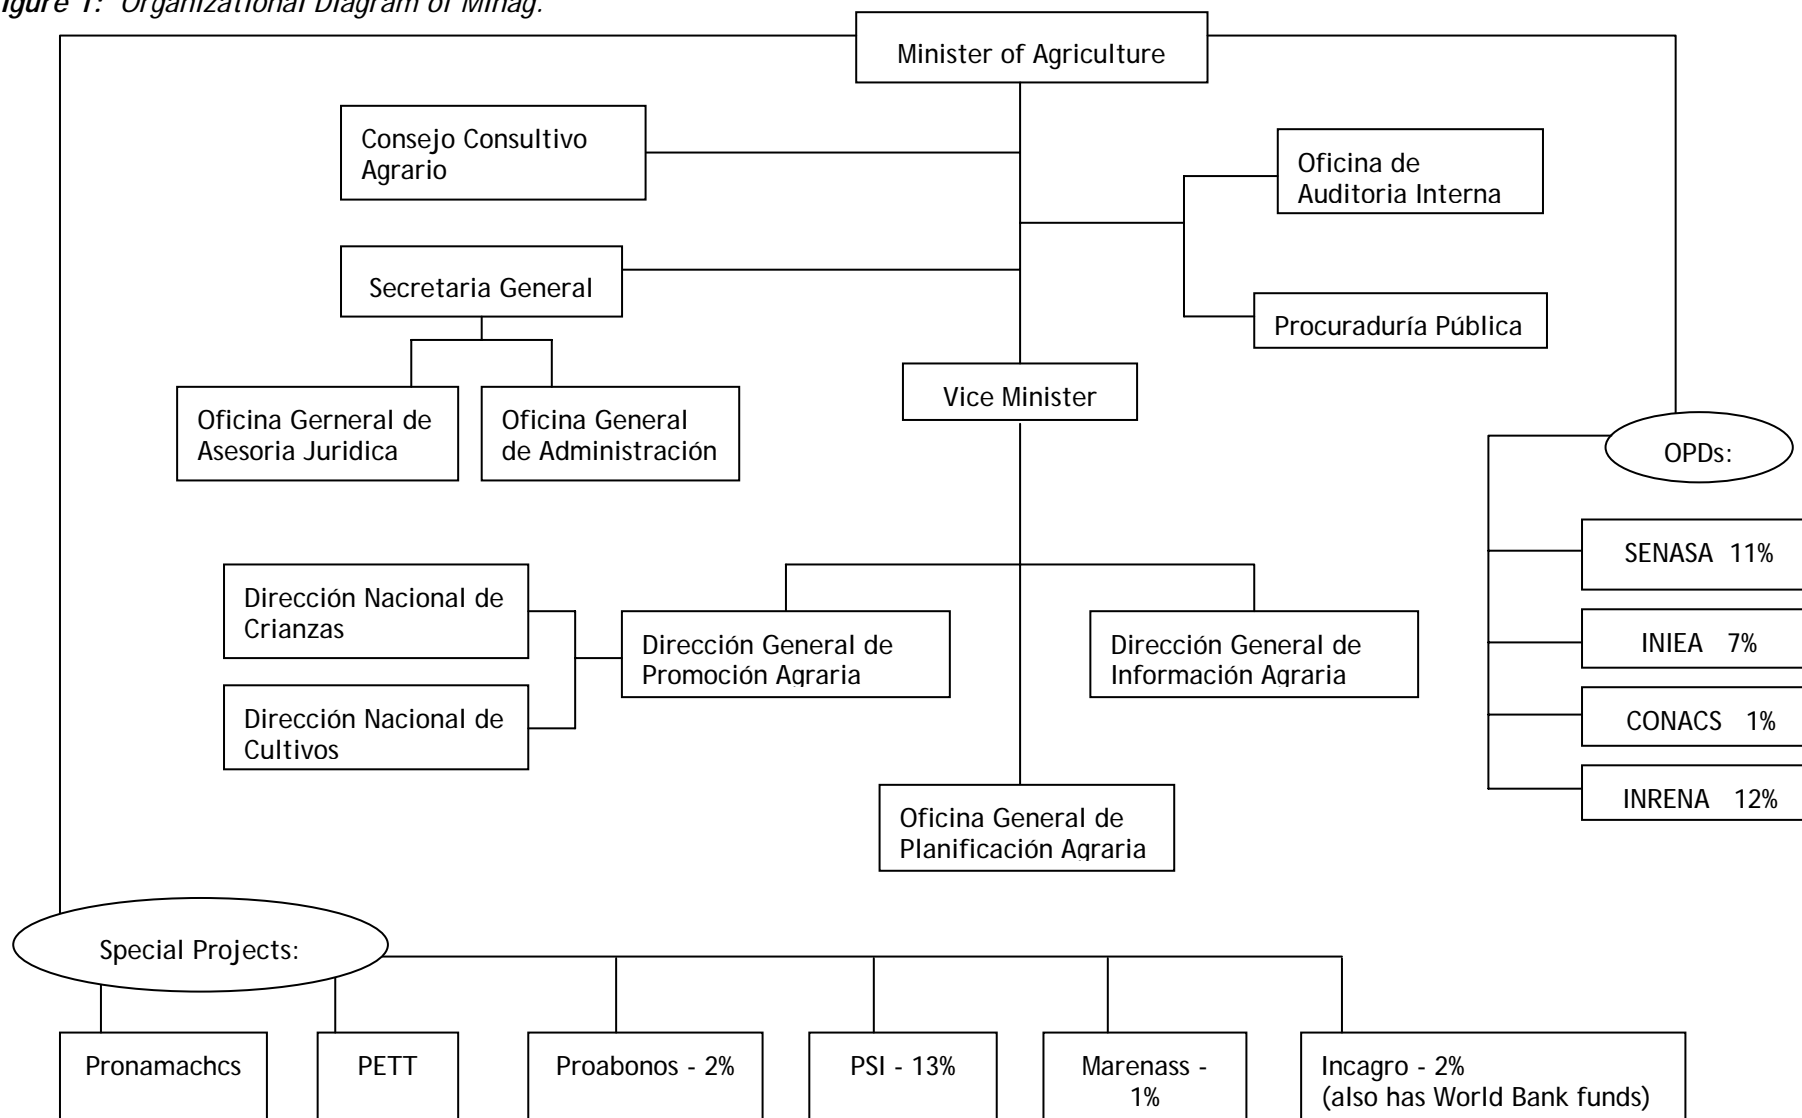 igure 1: Organizational Diagram of Minag.
Minister of Agriculture
Consejo Consultivo
Agrario
Oficina de
Auditoria Interna
Secretaria General
Procuraduría Pública
Vice Minister
Oficina Gerneral de
Asesoria Juridica
Oficina General
de Administración
OPDs:
SENASA 11%
INIEA 7%
CONACS 1%
INRENA 12%
Dirección Nacional de
Crianzas
Dirección General de
Promoción Agraria
Dirección General de
Información Agraria
Dirección Nacional de
Cultivos
Oficina General de
Planificación Agraria
Special Projects:
Pronamachcs
PETT
Proabonos - 2%
PSI - 13%
Marenass -
1%
Incagro - 2%
(also has World Bank funds)